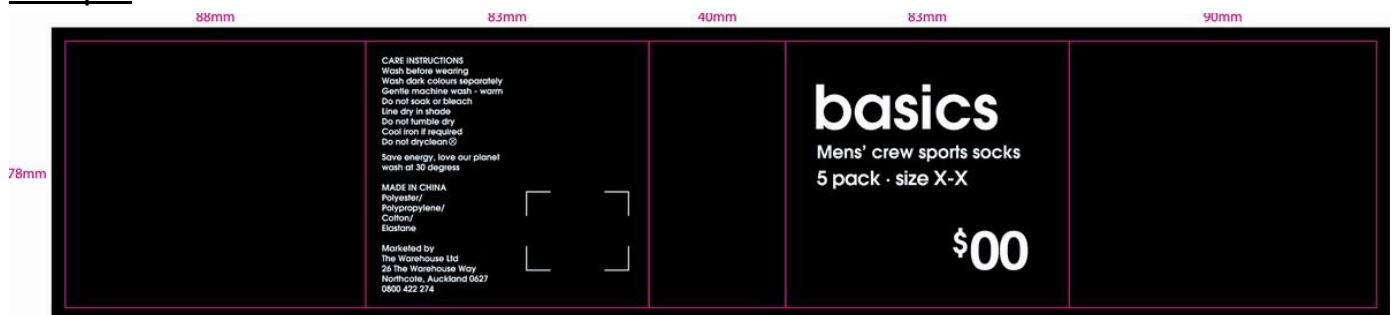 88mm 83mm 40mm 83mm 90mm
78mm
CARE INSTRUCTIONS
Wash before wearing
Wash dark colours separately
Gentle machine wash - warm
Do not soak or bleach
Line dry in shade
Do not tumble dry
Cool iron if required
Do not dryclean
Save energy, love our planet
wash at 30 degress
MADE IN CHINA
Polyester/
Polypropylene/
Cotton/
Elastane
Marketed by
The Warehouse Ltd
26 The Warehouse Way
Northcote, Auckland 0627
0800 422 274
basics
Mens' crew sports socks
5 pack · size X-X
$00